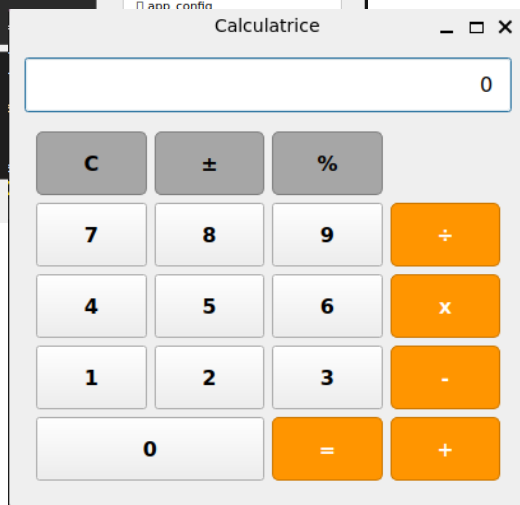 app_config
Calculatrice
0
C ± %
7 8 9 ÷
4 5 6 x
1 2 3 -
0 = +